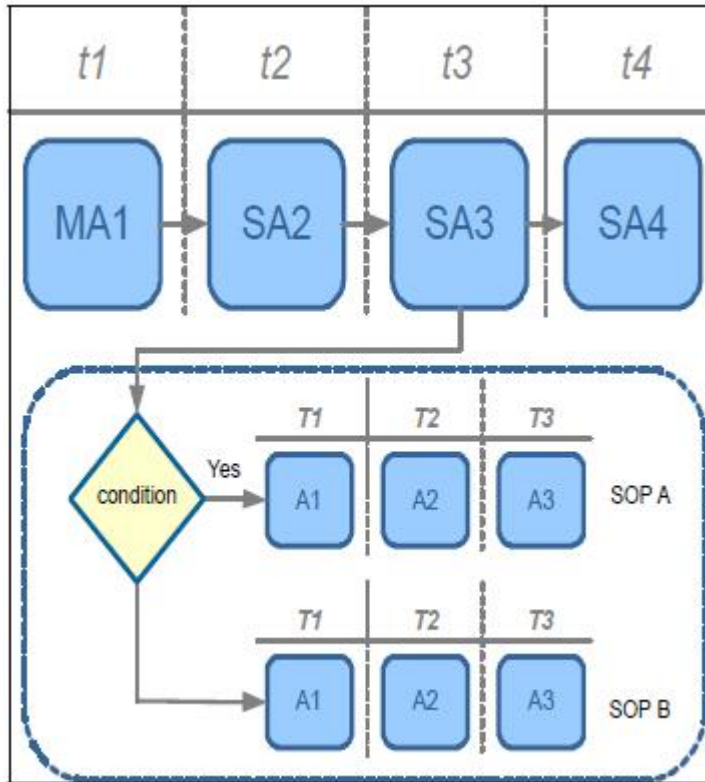 t1 t2 t3 t4
MA1 SA2 SA3 SA4
T1 T2 T3
Yes
condition
A1 A2 A3 SOP A
T1 T2 T3
A1 A2 A3 SOP B